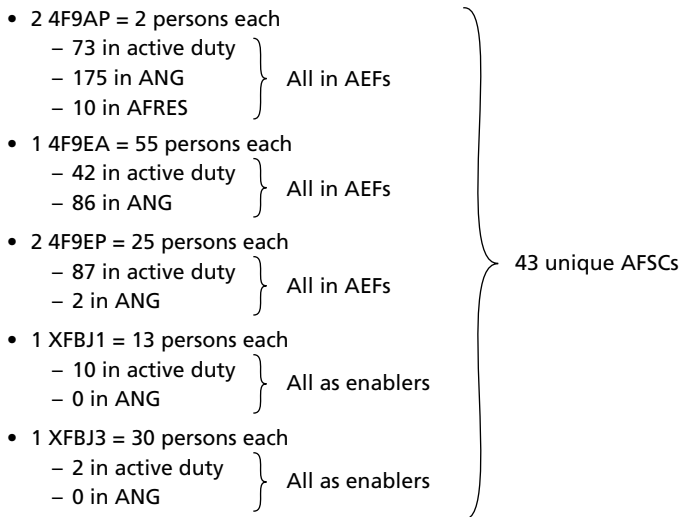 • 2 4F9AP = 2 persons each
– 73 in active duty
– 175 in ANG
All in AEFs
– 10 in AFRES
• 1 4F9EA = 55 persons each
– 42 in active duty
All in AEFs
– 86 in ANG
• 2 4F9EP = 25 persons each
– 87 in active duty
All in AEFs
– 2 in ANG
• 1 XFBJ1 = 13 persons each
– 10 in active duty
All as enablers
– 0 in ANG
• 1 XFBJ3 = 30 persons each
– 2 in active duty
All as enablers
– 0 in ANG
43 unique AFSCs